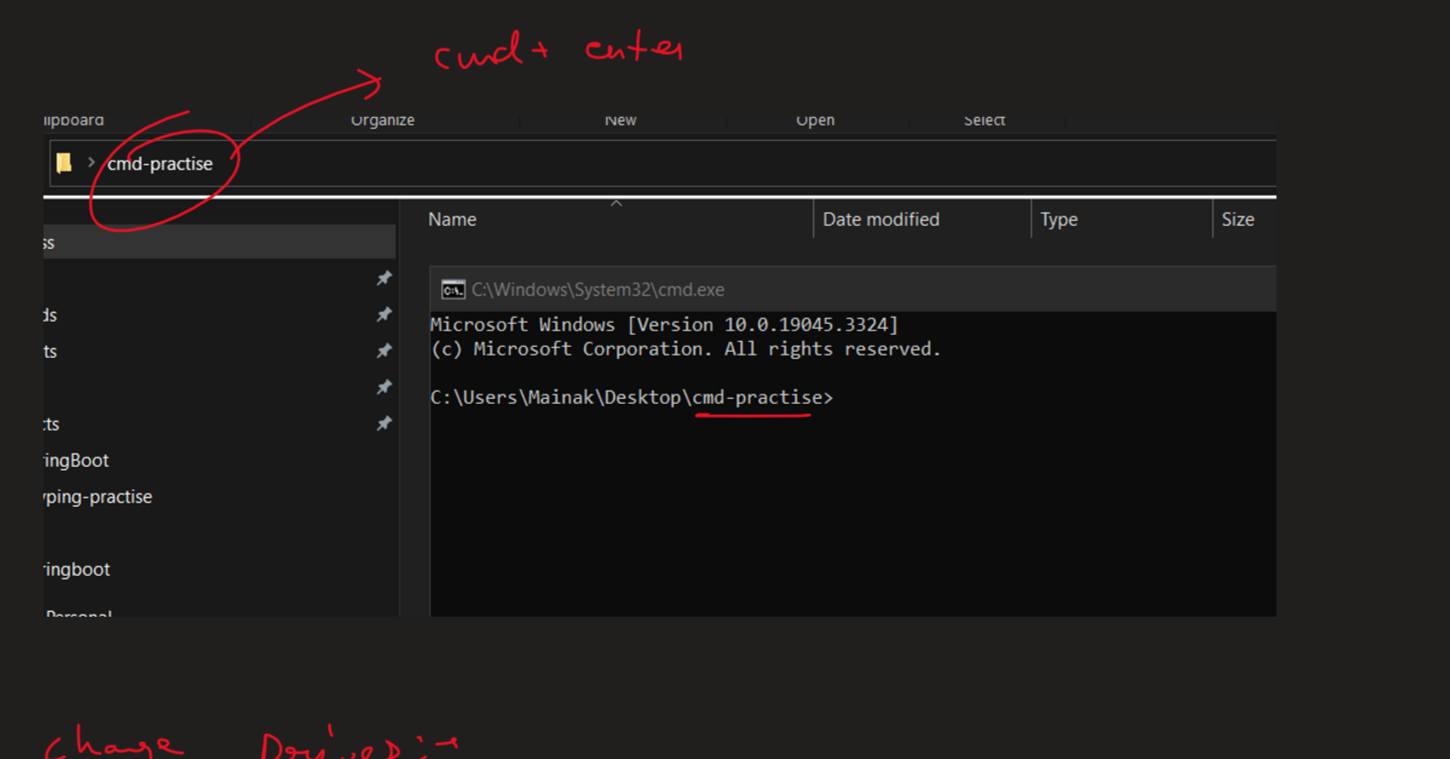 cmd + enter
lipboard Organize New Open Select
> cmd-practise
Name Date modified Type Size
ss
C:\Windows\System32\cmd.exe
ds
Microsoft Windows [Version 10.0.19045.3324]
ts
(c) Microsoft Corporation. All rights reserved.
C:\Users\Mainak\Desktop\cmd-practise>
cts
ringBoot
yping-practise
ringboot
Personal
Change Drives :-